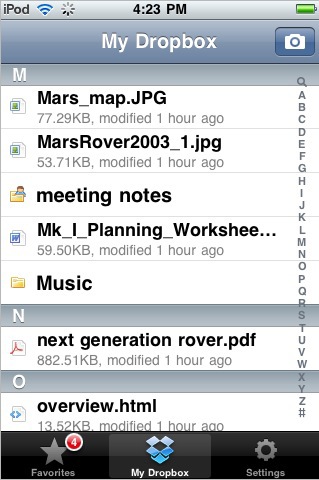 iPod 4:23 PM
My Dropbox
M
Mars_map.JPG
77.29KB, modified 1 hour ago
MarsRover2003_1.jpg
53.71KB, modified 1 hour ago
meeting notes
Mk_I_Planning_Workshee...
59.50KB, modified 1 hour ago
Music
N
next generation rover.pdf
882.51KB, modified 1 hour ago
O
overview.html
13.52KB, modified 1 hour ago
A
B
C
D
E
F
G
H
I
J
K
L
M
N
O
P
Q
R
S
T
U
V
W
X
Y
Z
#
4
Favorites My Dropbox Settings